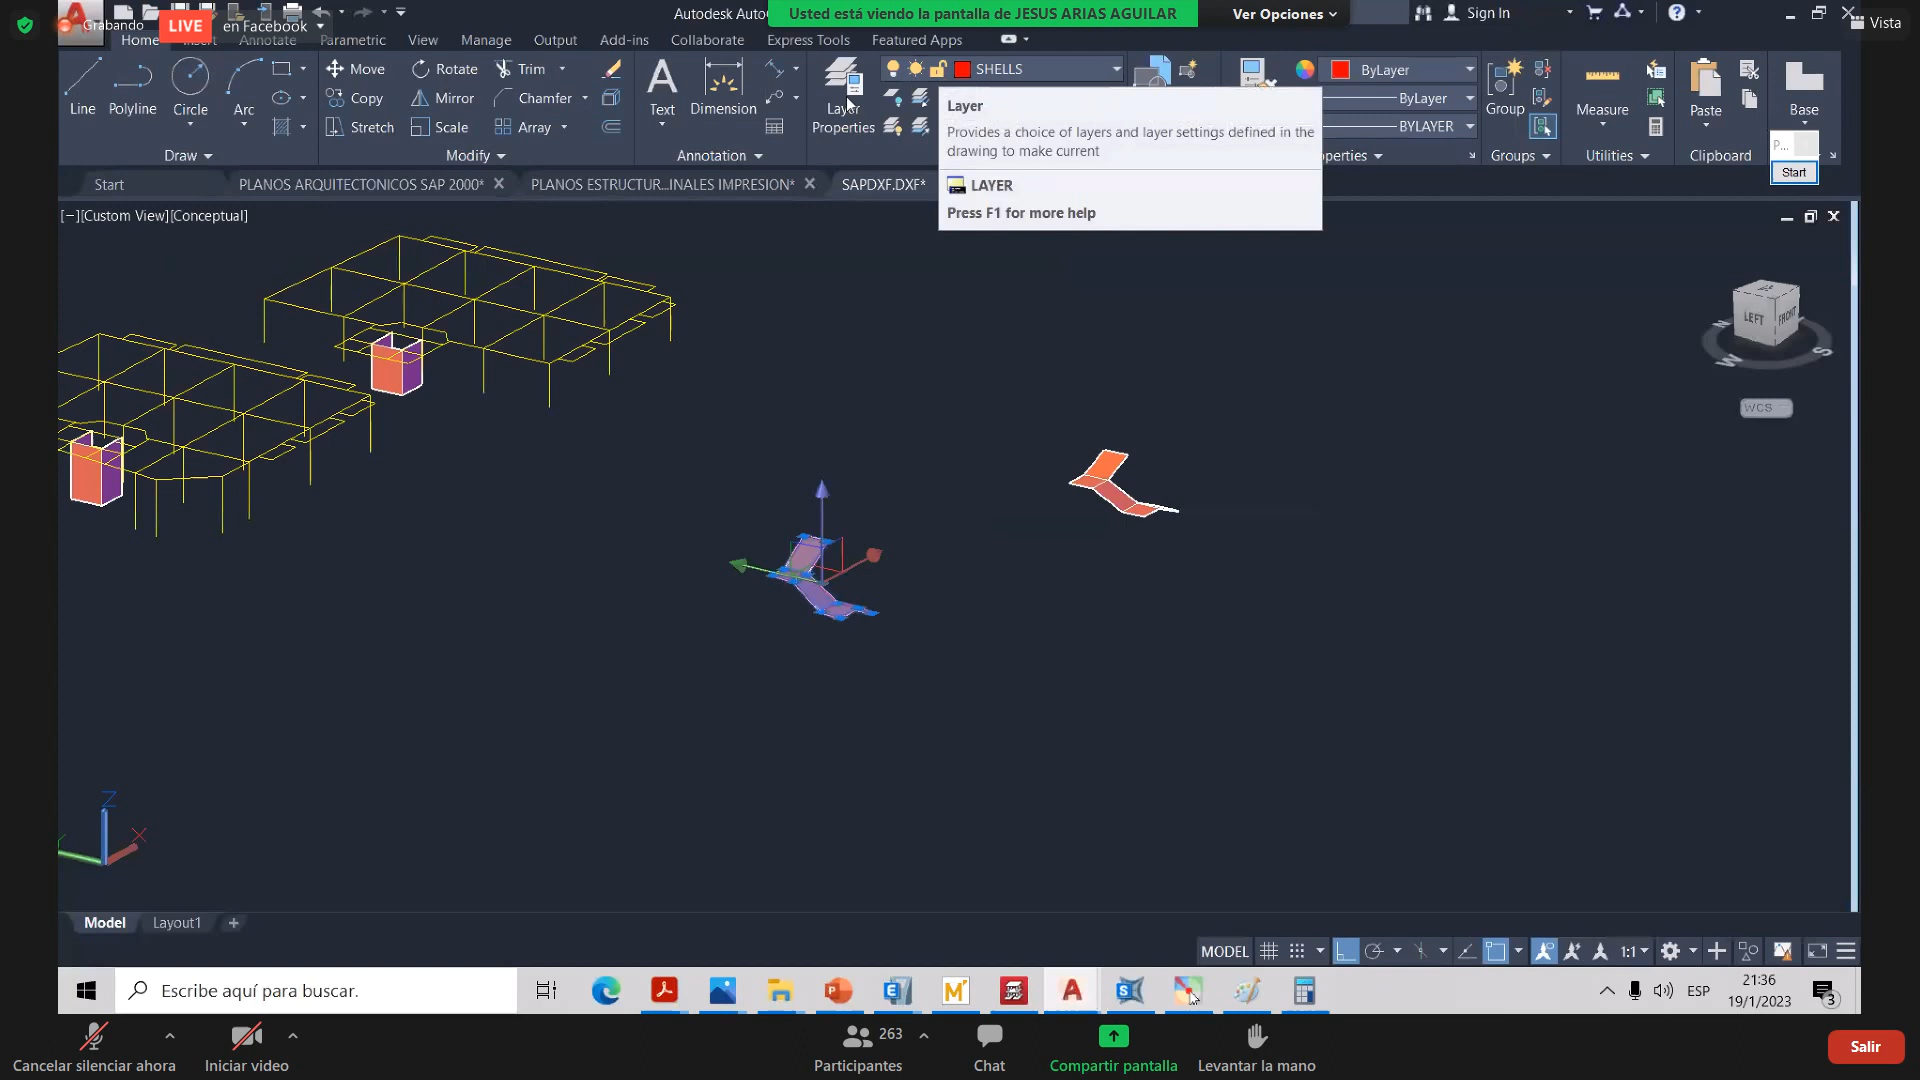 Grabando
LIVE
en Facebook
Autodesk Auto
Usted está viendo la pantalla de JESUS ARIAS AGUILAR
Ver Opciones
Sign In
Vista
Home
Insert
Annotate
Parametric
View
Manage
Output
Add-ins
Collaborate
Express Tools
Featured Apps
Line
Polyline
Circle
Arc
Move
Rotate
Trim
Copy
Mirror
Chamfer
Stretch
Scale
Array
Text
Dimension
Layer
Properties
SHELLS
ByLayer
ByLayer
BYLAYER
Group
Measure
Paste
Base
Draw
Modify
Annotation
perties
Groups
Utilities
Clipboard
P...
Start
Layer
Provides a choice of layers and layer settings defined in the
drawing to make current
LAYER
Press F1 for more help
Start
PLANOS ARQUITECTONICOS SAP 2000*
PLANOS ESTRUCTUR...INALES IMPRESION*
SAPDXF.DXF*
[−][Custom View][Conceptual]
LEFT
FRONT
N
W
S
WCS
Z
X
Model
Layout1
MODEL
1:1
Escribe aquí para buscar.
ESP
21:36
19/1/2023
3
Cancelar silenciar ahora
Iniciar video
263
Participantes
Chat
Compartir pantalla
Levantar la mano
Salir